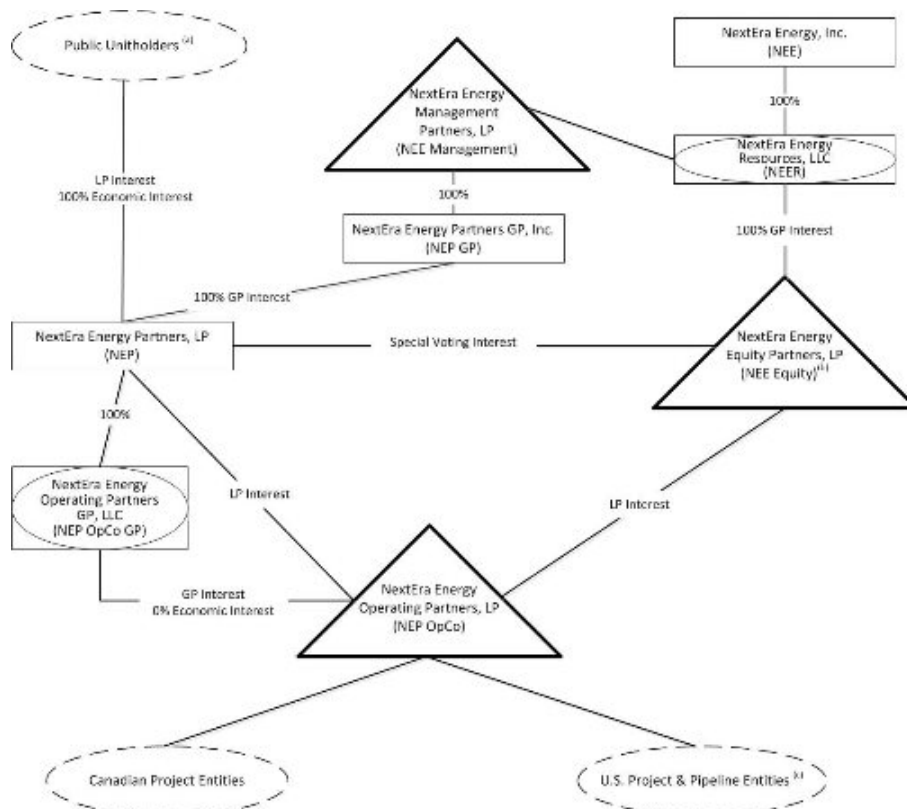 Public Unitholders (a)
NextEra Energy, Inc.
(NEE)
NextEra Energy
Management
Partners, LP
(NEE Management)
100%
NextEra Energy
Resources, LLC
(NEER)
LP Interest
100% Economic Interest
100%
NextEra Energy Partners GP, Inc.
(NEP GP)
100% GP Interest
100% GP Interest
NextEra Energy Partners, LP
(NEP)
Special Voting Interest
NextEra Energy
Equity Partners, LP
(NEE Equity)(b)
100%
NextEra Energy
Operating Partners
GP, LLC
(NEP OpCo GP)
LP Interest
LP Interest
GP Interest
0% Economic Interest
NextEra Energy
Operating Partners, LP
(NEP OpCo)
Canadian Project Entities
U.S. Project & Pipeline Entities (c)